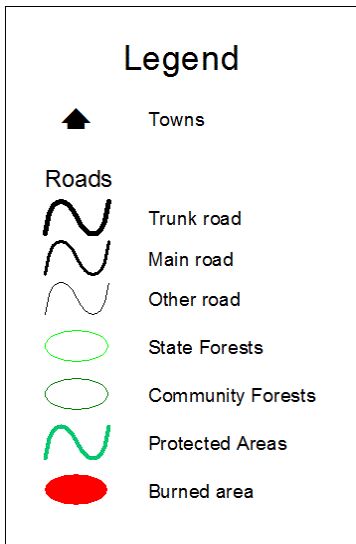 Legend
Towns
Roads
Trunk road
Main road
Other road
State Forests
Community Forests
Protected Areas
Burned area